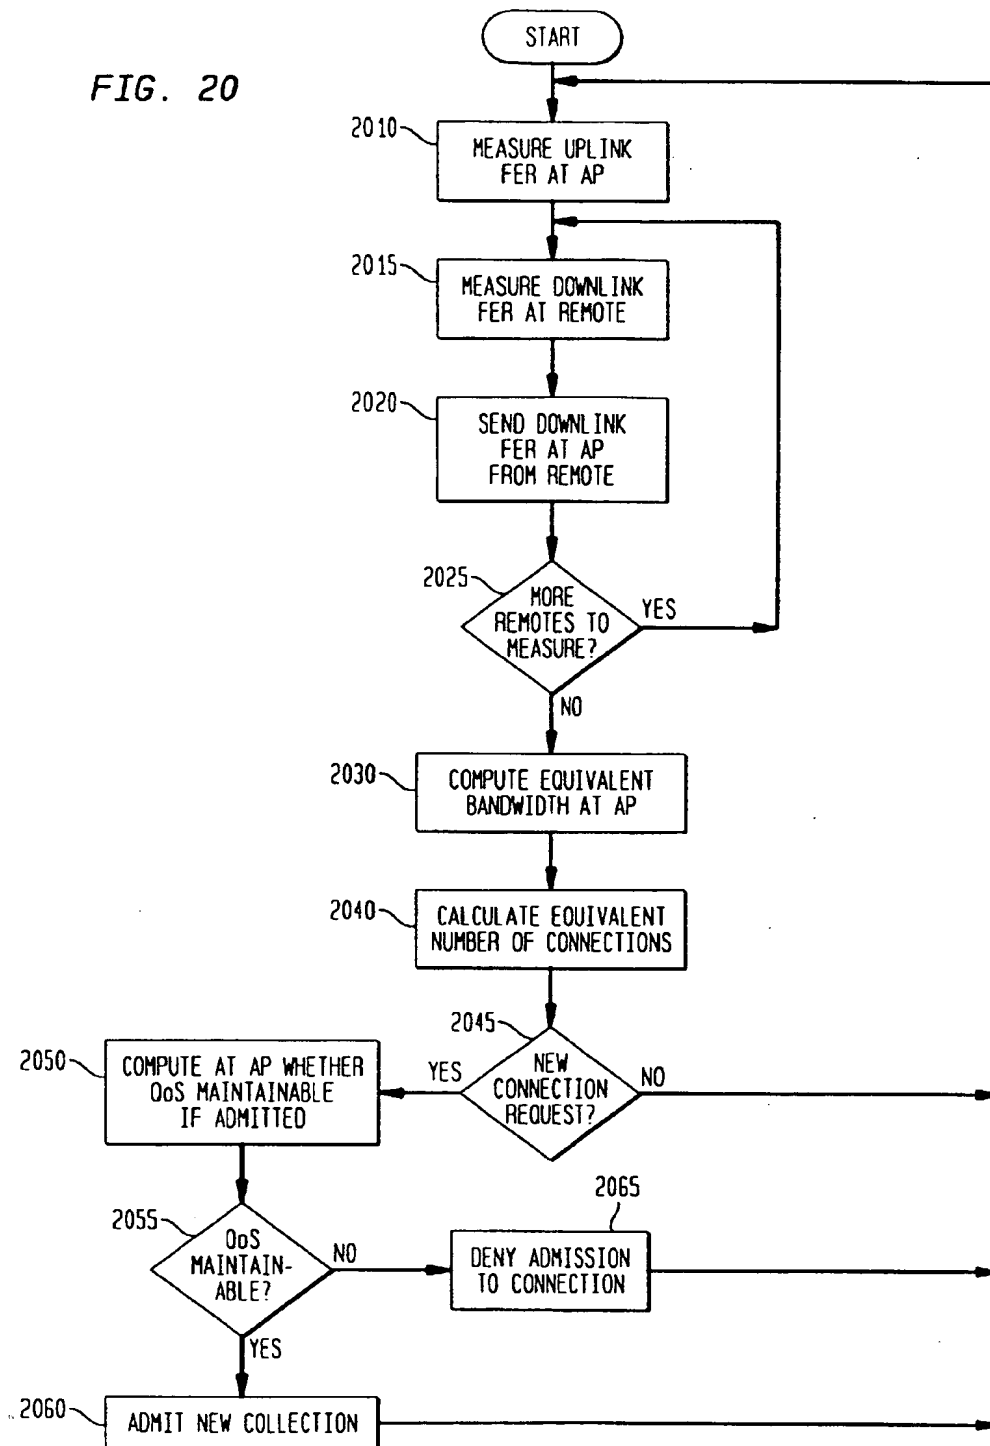 FIG. 20
START
2010
MEASURE UPLINK
FER AT AP
2015
MEASURE DOWNLINK
FER AT REMOTE
2020
SEND DOWNLINK
FER AT AP
FROM REMOTE
2025
MORE
REMOTES TO
MEASURE?
YES
NO
2030
COMPUTE EQUIVALENT
BANDWIDTH AT AP
2040
CALCULATE EQUIVALENT
NUMBER OF CONNECTIONS
2045
NEW
CONNECTION
REQUEST?
YES
NO
2050
COMPUTE AT AP WHETHER
QoS MAINTAINABLE
IF ADMITTED
2055
QoS
MAINTAIN-
ABLE?
NO
YES
2065
DENY ADMISSION
TO CONNECTION
2060
ADMIT NEW COLLECTION